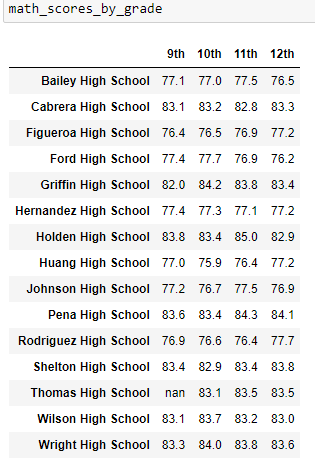 math_scores_by_grade
9th 10th 11th 12th
Bailey High School 77.1 77.0 77.5 76.5
Cabrera High School 83.1 83.2 82.8 83.3
Figueroa High School 76.4 76.5 76.9 77.2
Ford High School 77.4 77.7 76.9 76.2
Griffin High School 82.0 84.2 83.8 83.4
Hernandez High School 77.4 77.3 77.1 77.2
Holden High School 83.8 83.4 85.0 82.9
Huang High School 77.0 75.9 76.4 77.2
Johnson High School 77.2 76.7 77.5 76.9
Pena High School 83.6 83.4 84.3 84.1
Rodriguez High School 76.9 76.6 76.4 77.7
Shelton High School 83.4 82.9 83.4 83.8
Thomas High School nan 83.1 83.5 83.5
Wilson High School 83.1 83.7 83.2 83.0
Wright High School 83.3 84.0 83.8 83.6